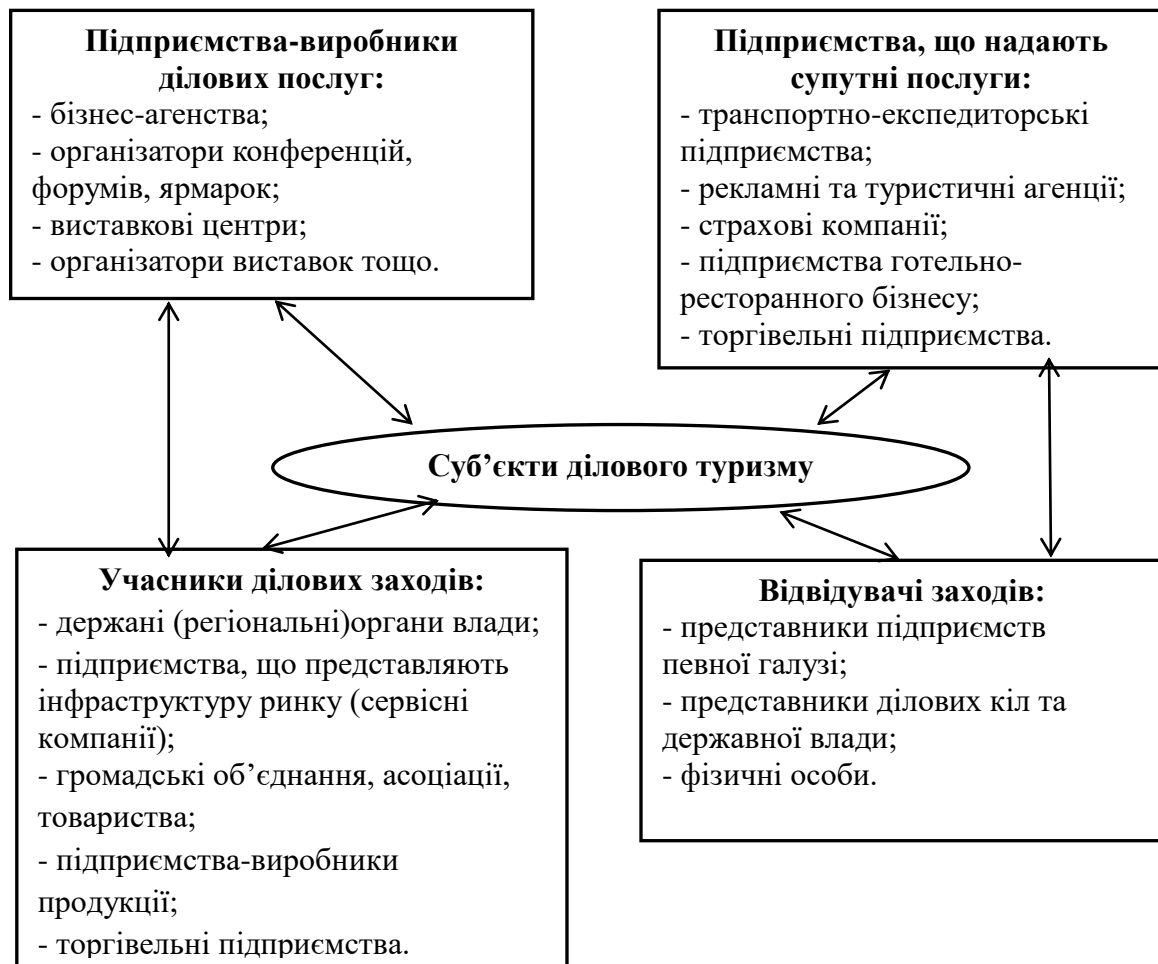 Підприємства-виробники
ділових послуг:
- бізнес-агенства;
- організатори конференцій,
форумів, ярмарок;
- виставкові центри;
- організатори виставок тощо.
Підприємства, що надають
супутні послуги:
- транспортно-експедиторські
підприємства;
- рекламні та туристичні агенції;
- страхові компанії;
- підприємства готельно-
ресторанного бізнесу;
- торгівельні підприємства.
Суб’єкти ділового туризму
Учасники ділових заходів:
- держані (регіональні)органи влади;
- підприємства, що представляють
інфраструктуру ринку (сервісні
компанії);
- громадські об’єднання, асоціації,
товариства;
- підприємства-виробники
продукції;
- торгівельні підприємства.
Відвідувачі заходів:
- представники підприємств
певної галузі;
- представники ділових кіл та
державної влади;
- фізичні особи.